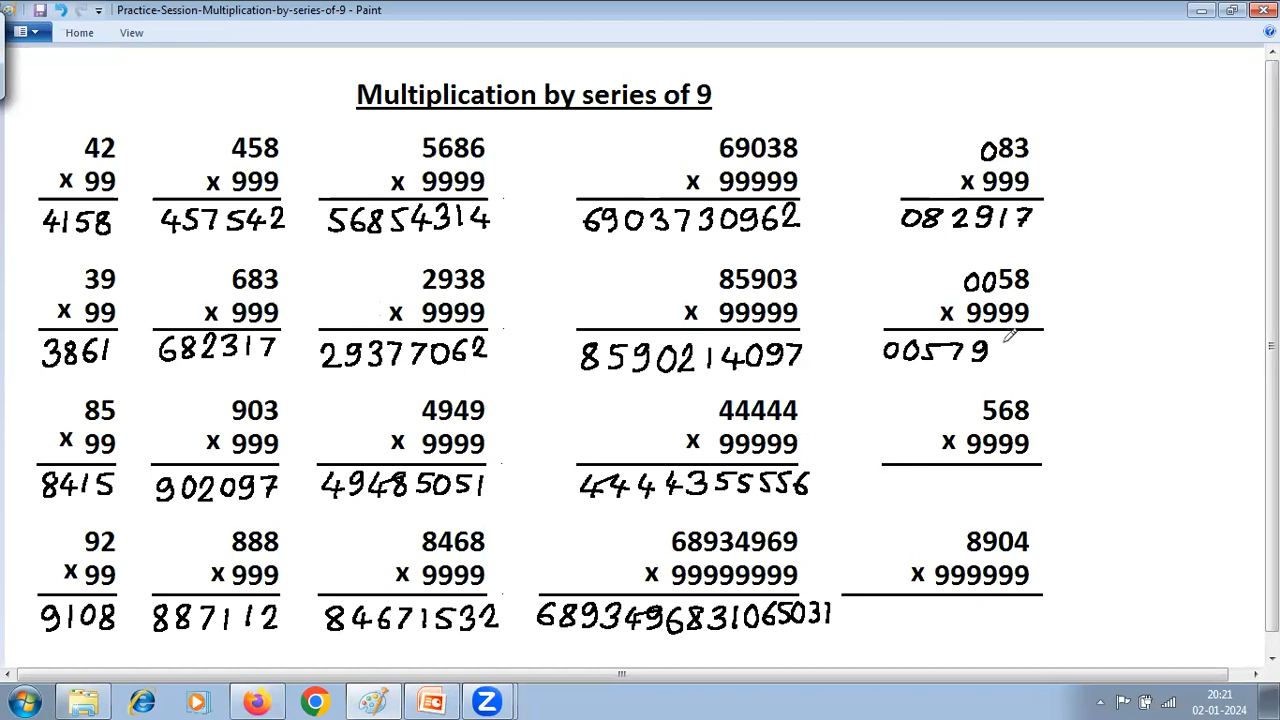 Practice-Session-Multiplication-by-series-of-9 - Paint
Home View
Multiplication by series of 9
42 458 5686 69038 083
x 99 x 999 x 9999 x 99999 x 999
4158 457542 56854314 6903730962 082917
39 683 2938 85903 0058
x 99 x 999 x 9999 x 99999 x 9999
3861 682317 29377062 8590214097 00579
85 903 4949 44444 568
x 99 x 999 x 9999 x 99999 x 9999
8415 902097 49485051 4444355556
92 888 8468 68934969 8904
x 99 x 999 x 9999 x 99999999 x 999999
9108 887112 84671532 6893496831065031
20:21
02-01-2024